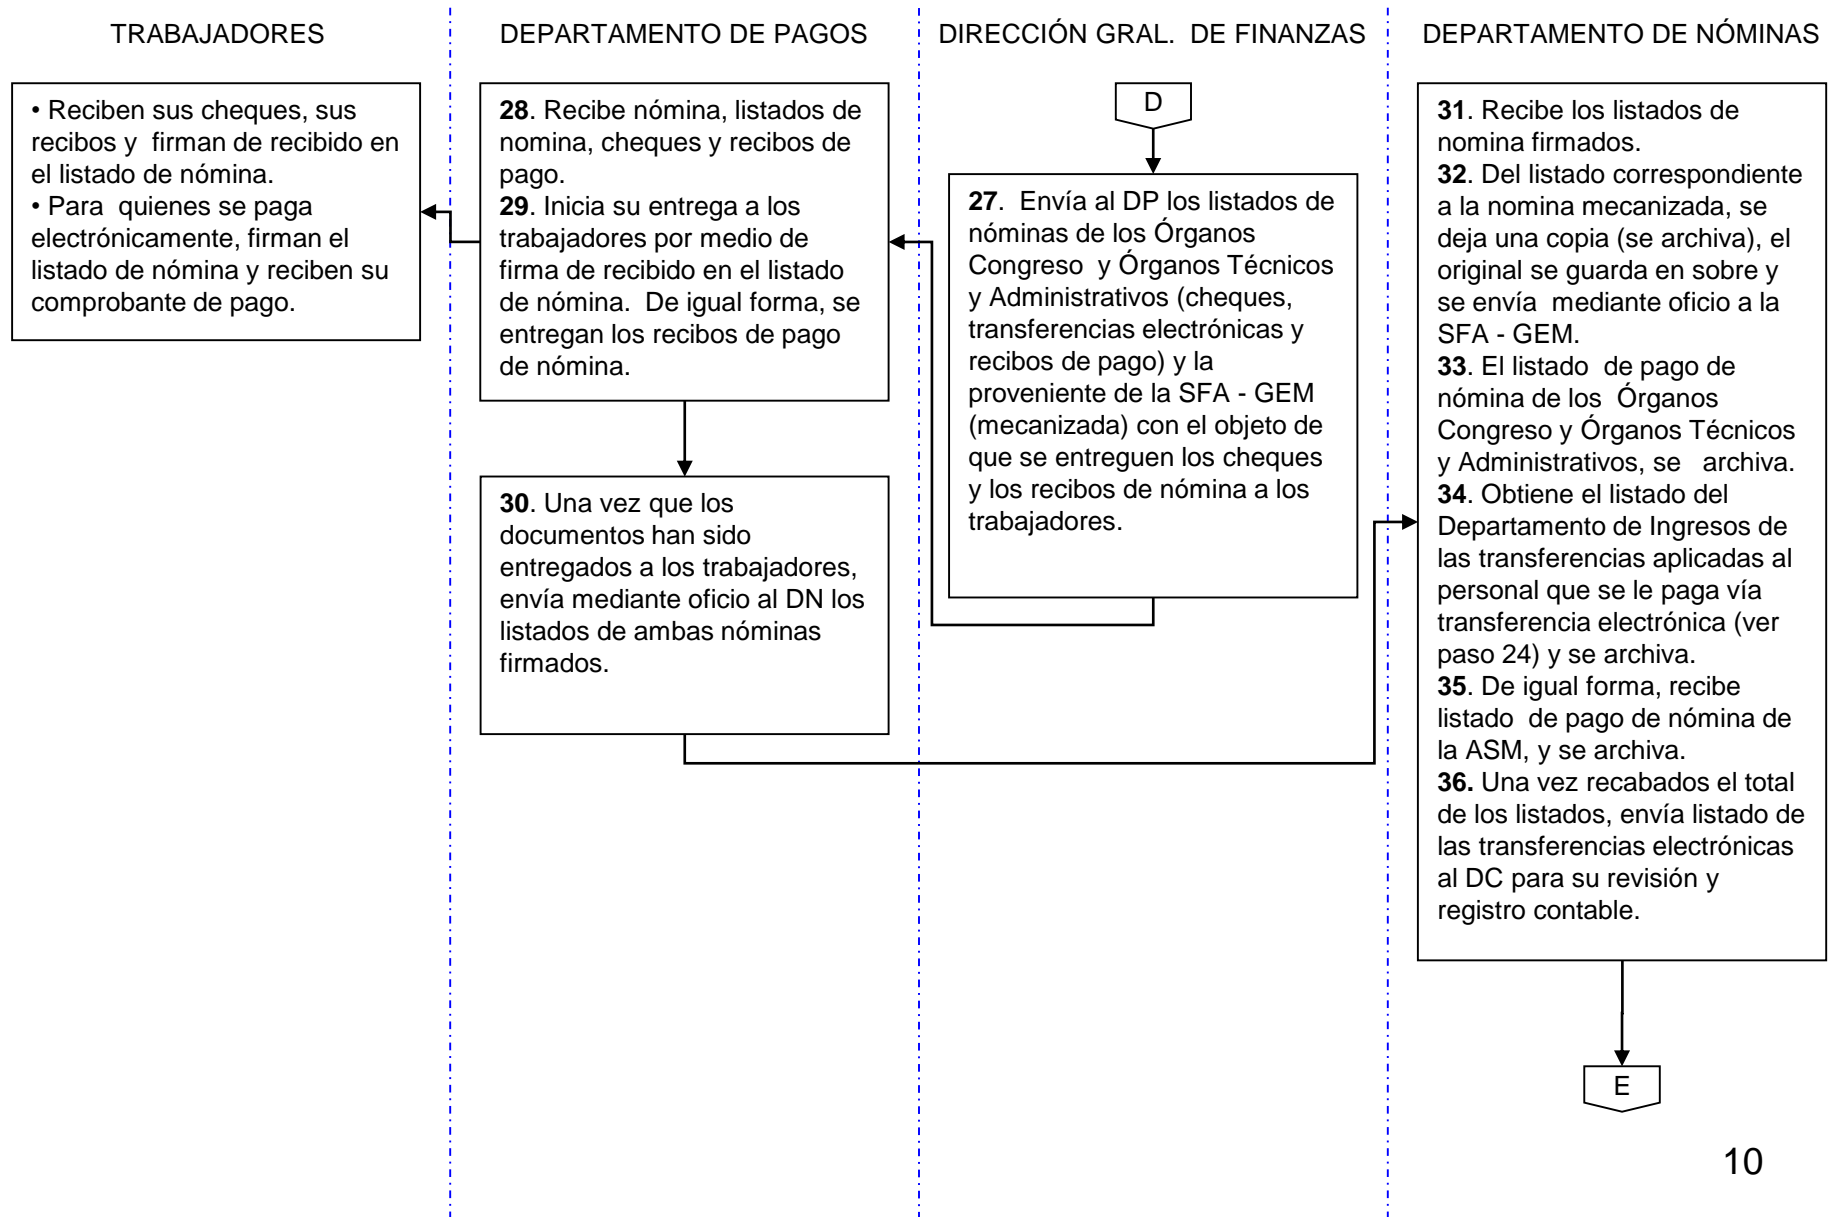 TRABAJADORES
DEPARTAMENTO DE PAGOS
DIRECCIÓN GRAL.  DE FINANZAS
DEPARTAMENTO DE NÓMINAS
• Reciben sus cheques, sus
recibos y  firman de recibido en
el listado de nómina.
• Para  quienes se paga
electrónicamente, firman el
listado de nómina y reciben su
comprobante de pago.
28. Recibe nómina, listados de
nomina, cheques y recibos de
pago.
29. Inicia su entrega a los
trabajadores por medio de
firma de recibido en el listado
de nómina.  De igual forma, se
entregan los recibos de pago
de nómina.
30. Una vez que los
documentos han sido
entregados a los trabajadores,
envía mediante oficio al DN los
listados de ambas nóminas
firmados.
D
27.  Envía al DP los listados de
nóminas de los Órganos
Congreso  y Órganos Técnicos
y Administrativos (cheques,
transferencias electrónicas y
recibos de pago) y la
proveniente de la SFA - GEM
(mecanizada) con el objeto de
que se entreguen los cheques
y los recibos de nómina a los
trabajadores.
31. Recibe los listados de
nomina firmados.
32. Del listado correspondiente
a la nomina mecanizada, se
deja una copia (se archiva), el
original se guarda en sobre y
se envía  mediante oficio a la
SFA - GEM.
33. El listado  de pago de
nómina de los  Órganos
Congreso y Órganos Técnicos
y Administrativos, se   archiva.
34. Obtiene el listado del
Departamento de Ingresos de
las transferencias aplicadas al
personal que se le paga vía
transferencia electrónica (ver
paso 24) y se archiva.
35. De igual forma, recibe
listado  de pago de nómina de
la ASM, y se archiva.
36. Una vez recabados el total
de los listados, envía listado de
las transferencias electrónicas
al DC para su revisión y
registro contable.
E
10